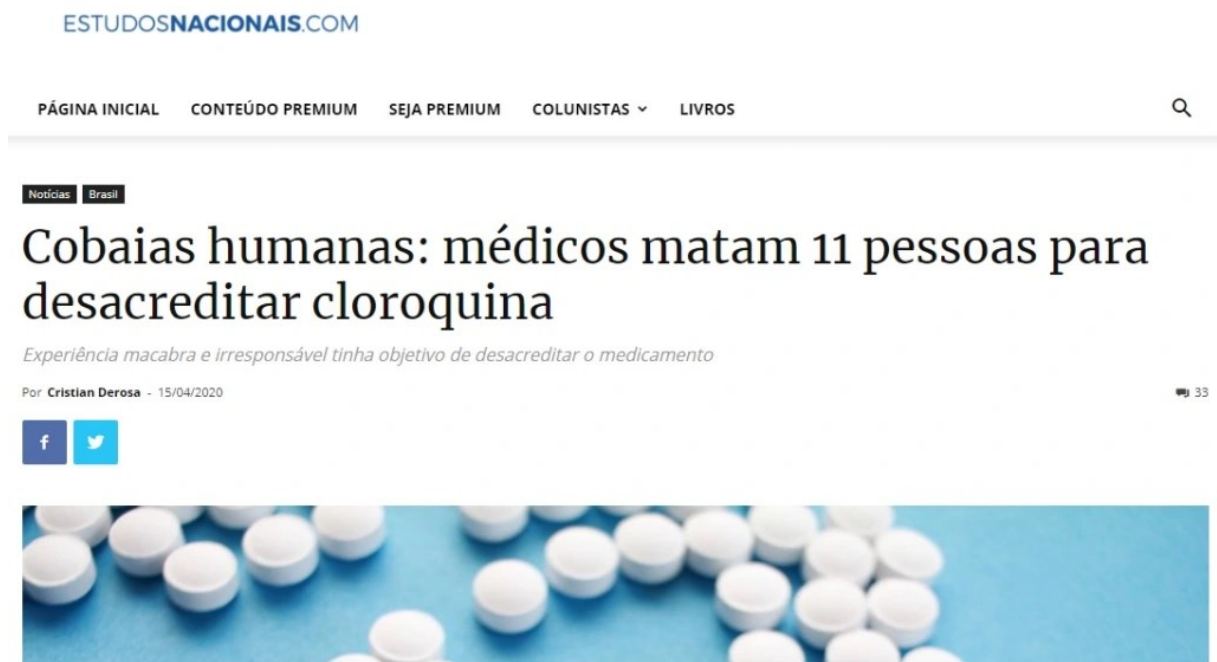 ESTUDOSNACIONAIS.COM
PÁGINA INICIAL CONTEÚDO PREMIUM SEJA PREMIUM COLUNISTAS LIVROS
Notícias Brasil
Cobaias humanas: médicos matam 11 pessoas para
desacreditar cloroquina
Experiência macabra e irresponsável tinha objetivo de desacreditar o medicamento
Por Cristian Derosa - 15/04/2020 33